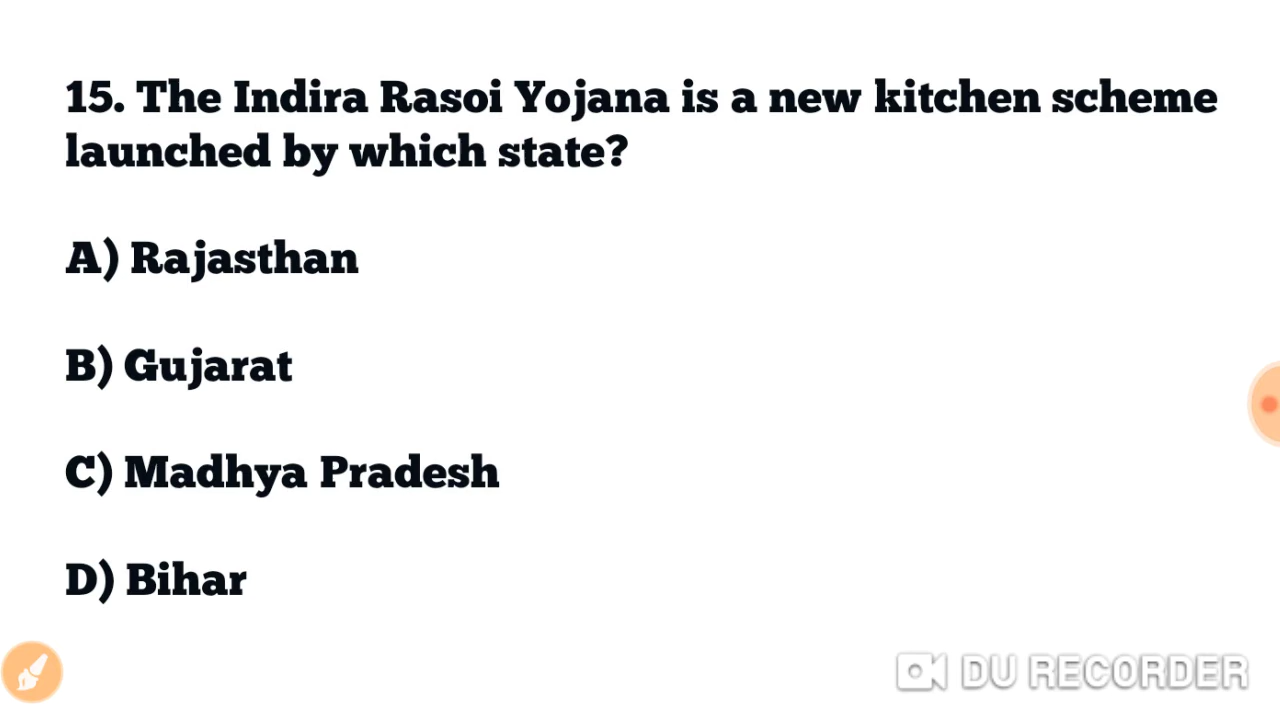 15. The Indira Rasoi Yojana is a new kitchen scheme
launched by which state?
A) Rajasthan
B) Gujarat
C) Madhya Pradesh
D) Bihar
DU RECORDER